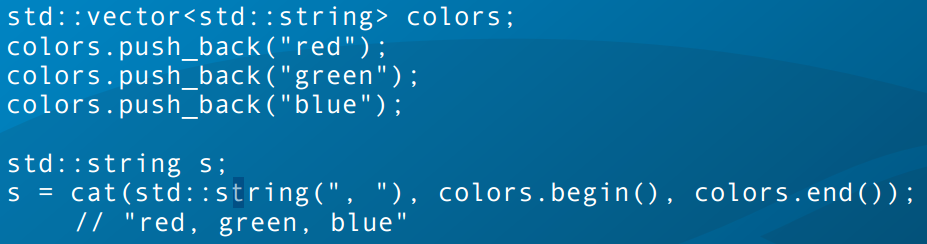 std::vector<std::string> colors;
colors.push_back("red");
colors.push_back("green");
colors.push_back("blue");
std::string s;
s = cat(std::string(", "), colors.begin(), colors.end());
// "red, green, blue"